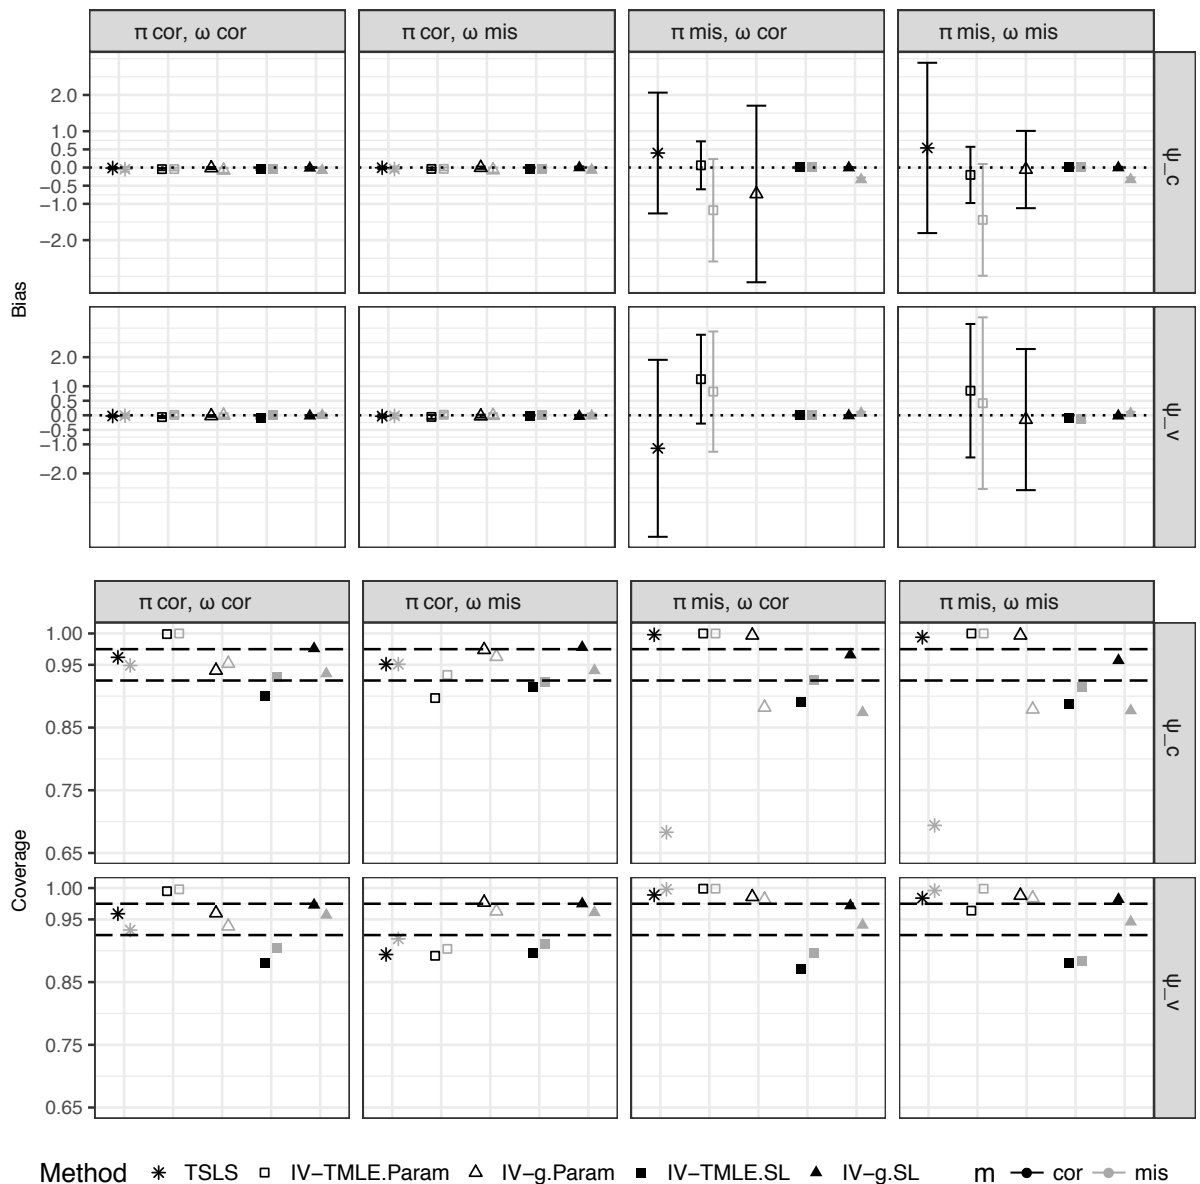 π cor, ω cor
π cor, ω mis
π mis, ω cor
π mis, ω mis
2.0
1.0
0.5
0.0
−0.5
−1.0
−2.0
ψ_c
2.0
1.0
0.5
0.0
−0.5
−1.0
−2.0
ψ_v
Bias
π cor, ω cor
π cor, ω mis
π mis, ω cor
π mis, ω mis
1.00
0.95
0.85
0.75
0.65
ψ_c
1.00
0.95
0.85
0.75
0.65
ψ_v
Coverage
Method TSLS IV−TMLE.Param IV−g.Param IV−TMLE.SL IV−g.SL m cor mis